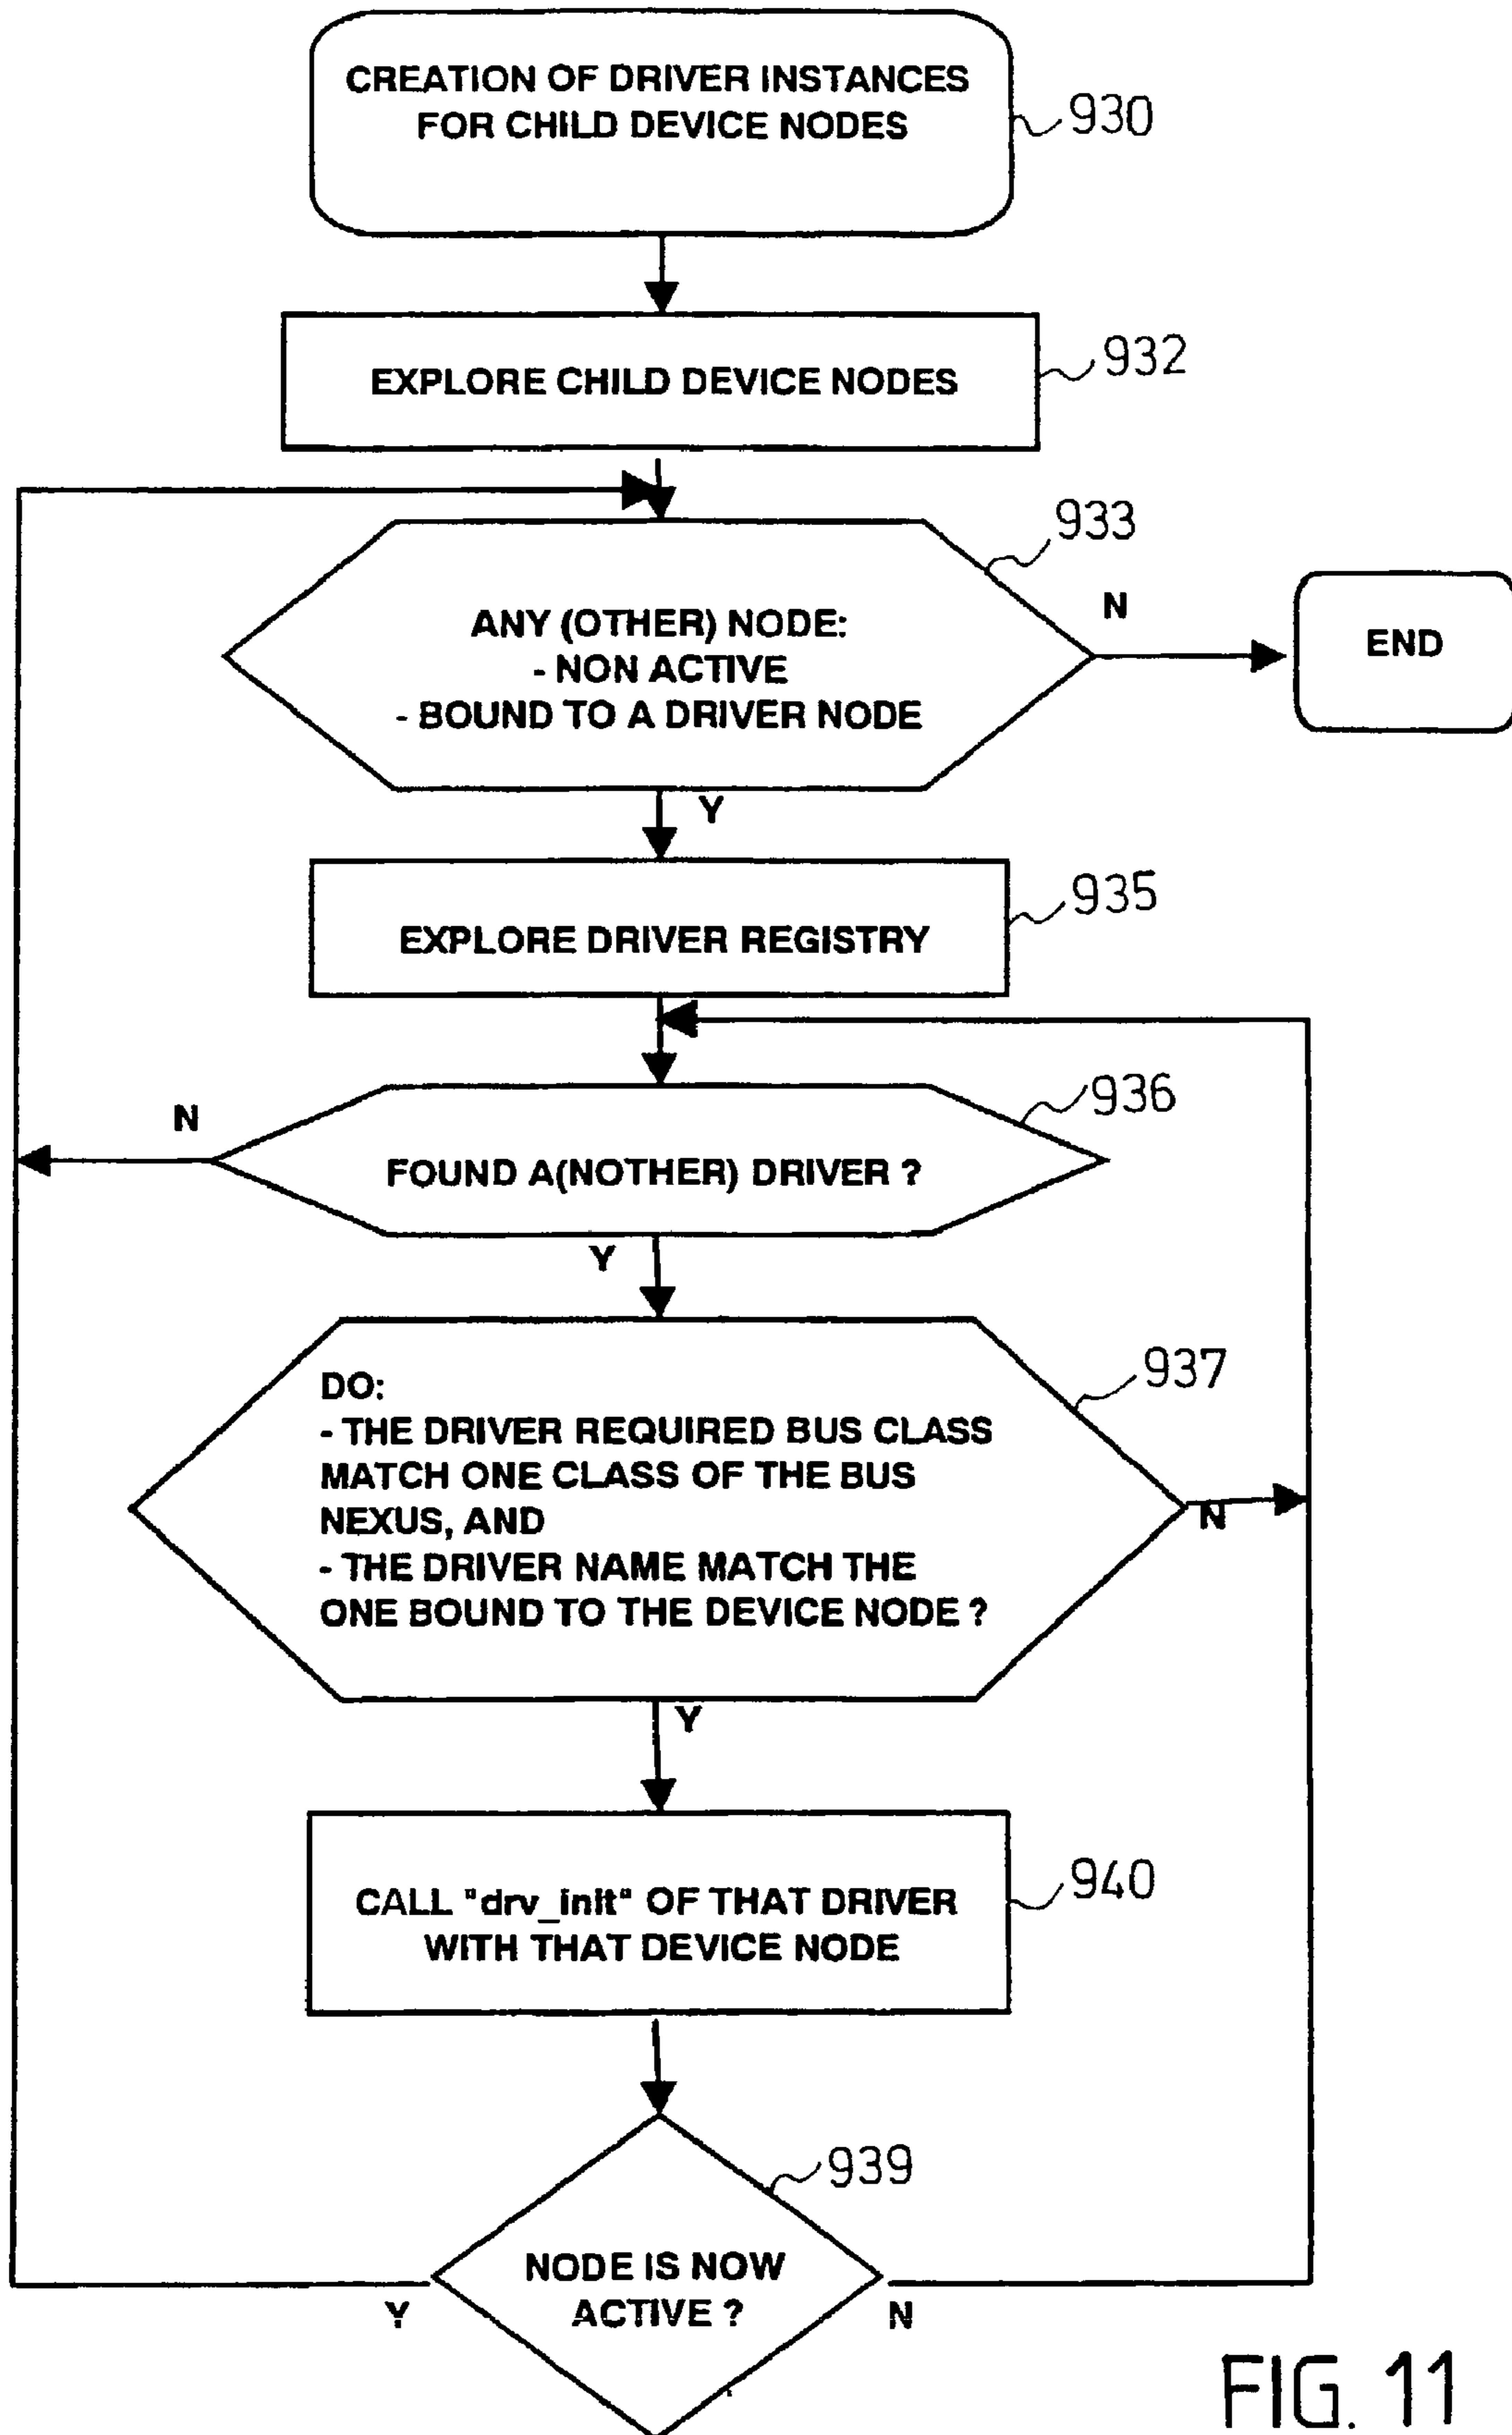 CREATION OF DRIVER INSTANCES
FOR CHILD DEVICE NODES
930
EXPLORE CHILD DEVICE NODES
932
933
ANY (OTHER) NODE:
- NON ACTIVE
- BOUND TO A DRIVER NODE
N
END
Y
EXPLORE DRIVER REGISTRY
935
N
936
FOUND A(NOTHER) DRIVER ?
Y
937
DO:
- THE DRIVER REQUIRED BUS CLASS
MATCH ONE CLASS OF THE BUS
NEXUS, AND
- THE DRIVER NAME MATCH THE
ONE BOUND TO THE DEVICE NODE ?
N
Y
CALL "drv_init" OF THAT DRIVER
WITH THAT DEVICE NODE
940
939
NODE IS NOW
ACTIVE ?
Y
N
FIG. 11